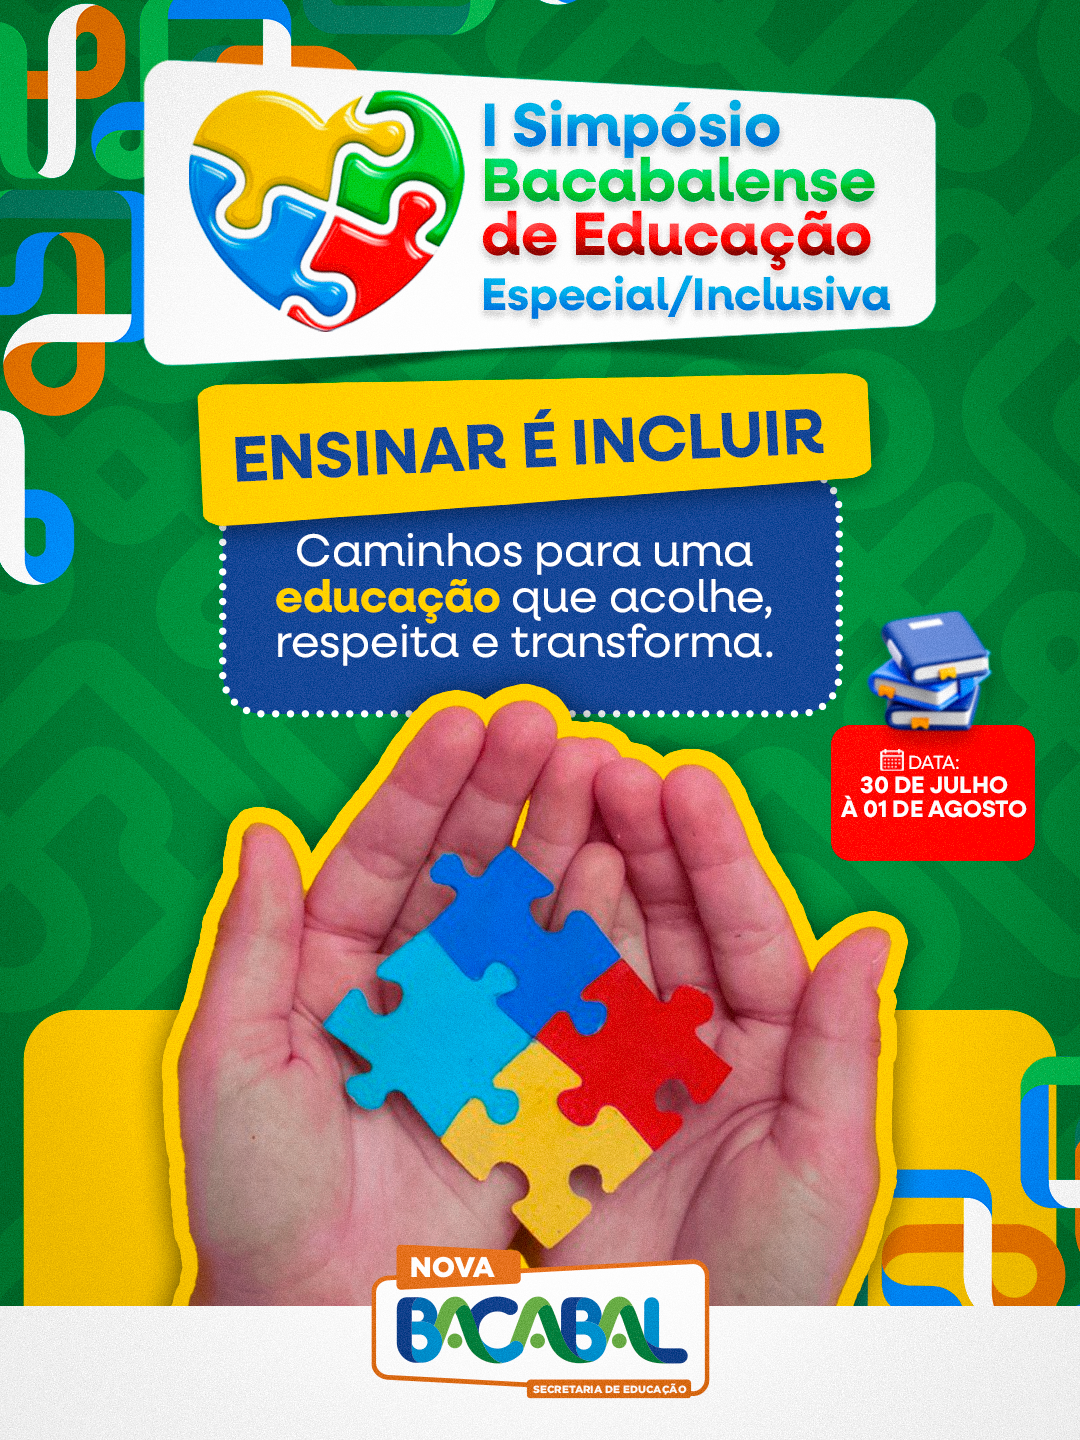 I Simpósio
Bacabalense
de Educação
Especial/Inclusiva
ENSINAR É INCLUIR
Caminhos para uma
educação que acolhe,
respeita e transforma.
DATA:
30 DE JULHO
À 01 DE AGOSTO
NOVA
BACABAL
SECRETARIA DE EDUCAÇÃO